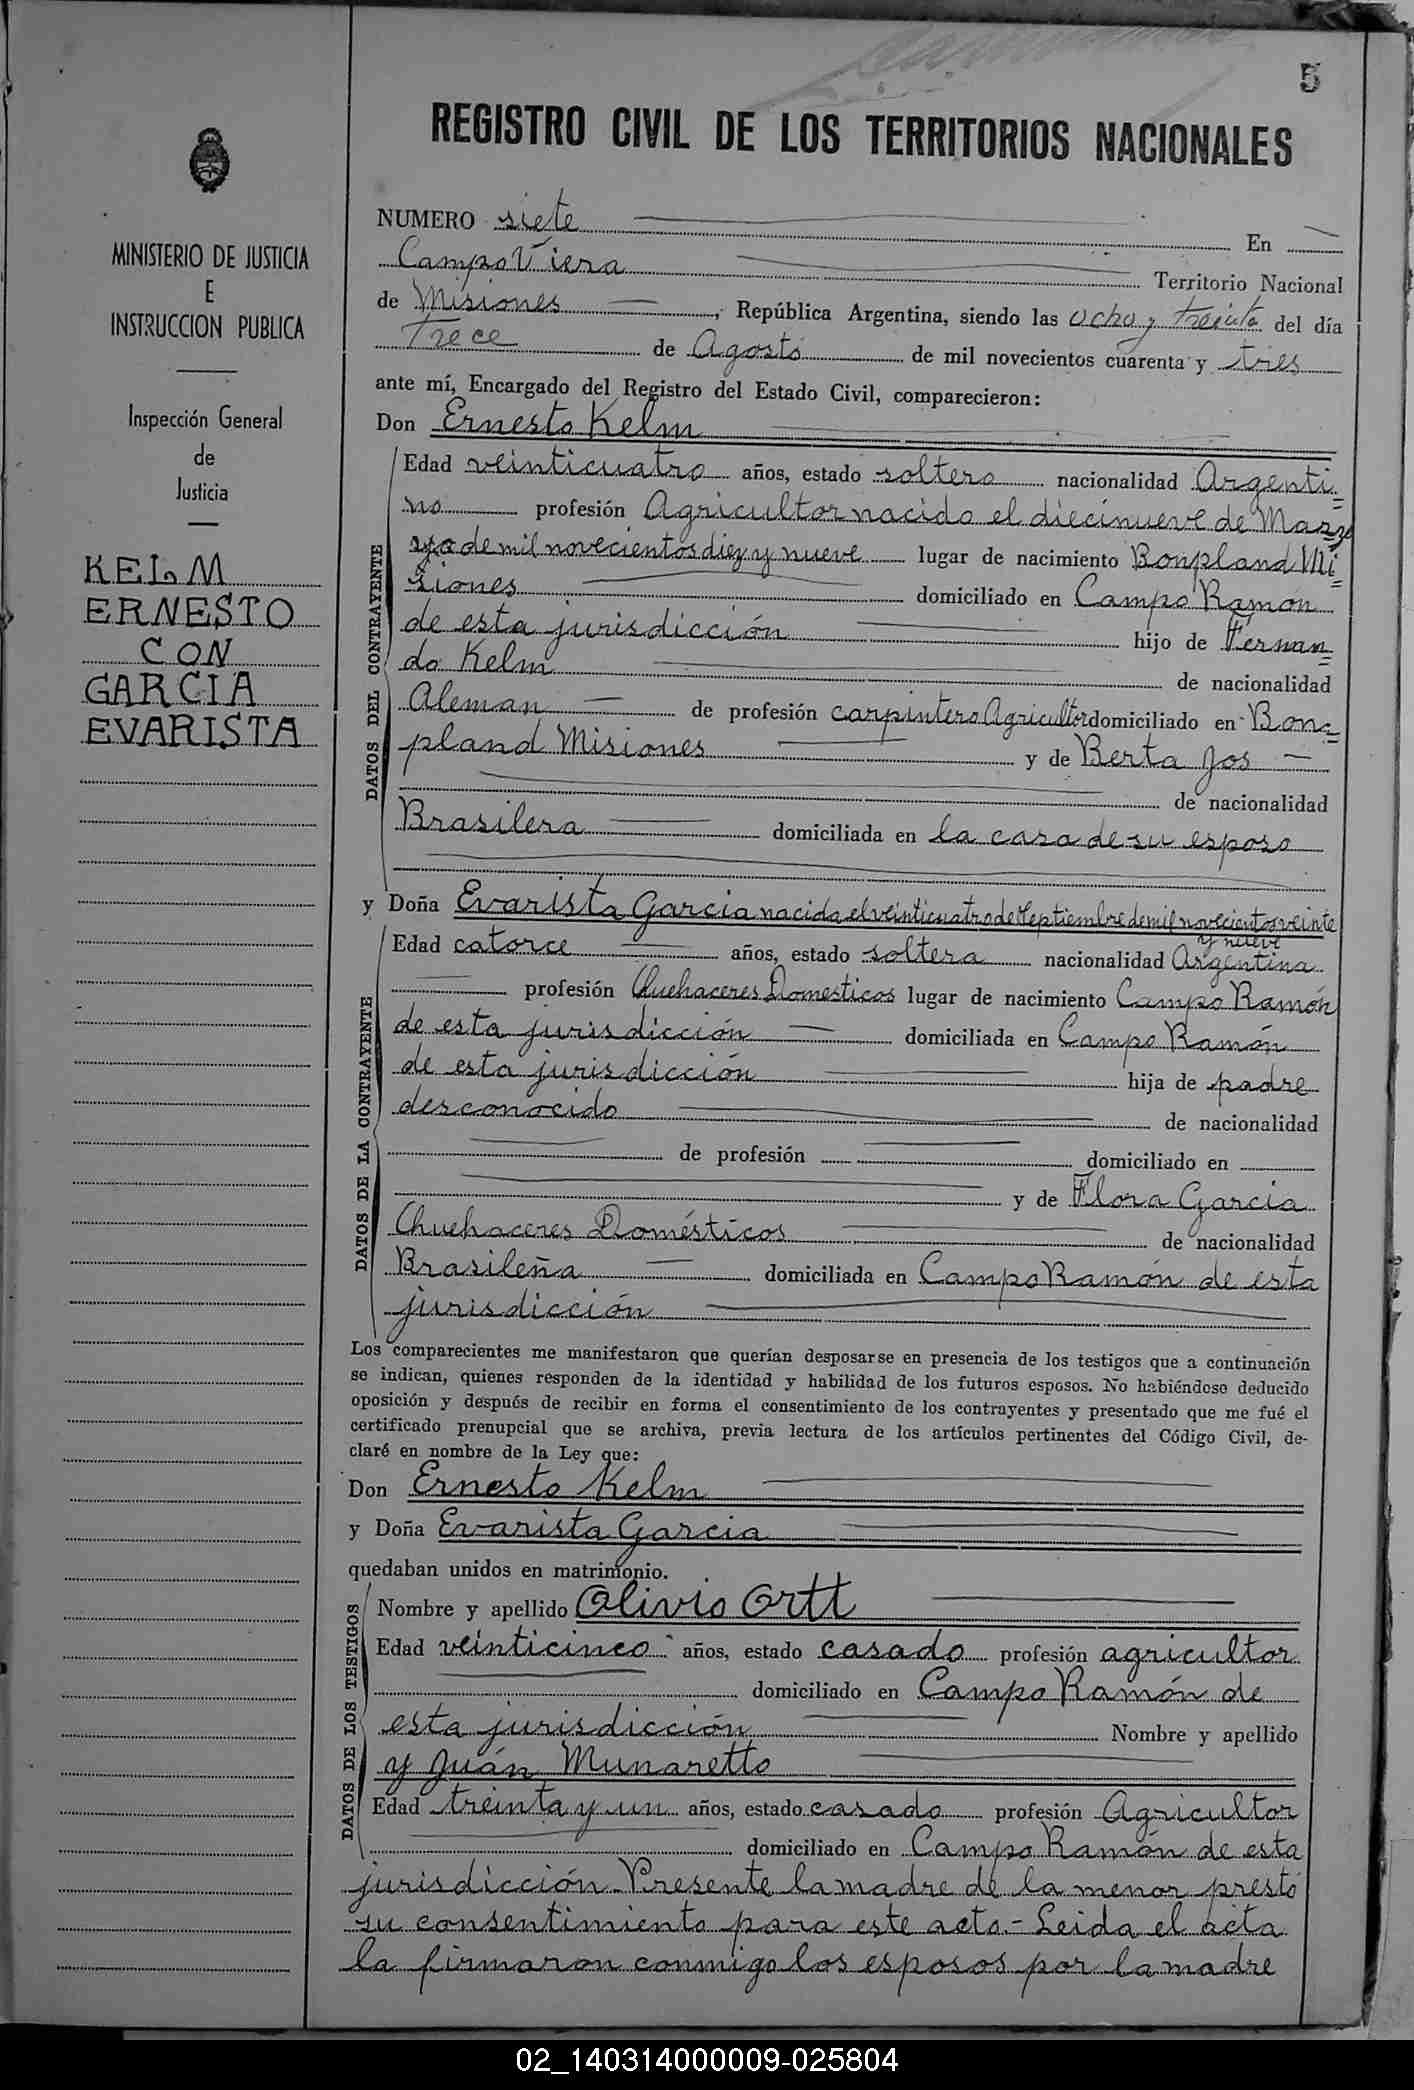 5
REGISTRO CIVIL DE LOS TERRITORIOS NACIONALES
MINISTERIO DE JUSTICIA
E
INSTRUCCION PUBLICA
Inspección General
de
Justicia
KELM
ERNESTO
CON
GARCIA
EVARISTA
NUMERO siete En
Campo Viera Territorio Nacional
de Misiones, República Argentina, siendo las ocho y treinta del día
Trece de Agosto de mil novecientos cuarenta y tres
ante mí, Encargado del Registro del Estado Civil, comparecieron:
Don Ernesto Kelm
DATOS DEL CONTRAYENTE
Edad veinticuatro años, estado soltero nacionalidad Argenti=
no profesión Agricultor nacido el diecinueve de
de mil novecientos diez y nueve lugar de nacimiento Bonpland Mi=
siones domiciliado en Campo Ramón
de esta jurisdicción hijo de Fernan=
do Kelm de nacionalidad
Aleman de profesión carpintero Agricultor domiciliado en Bon=
pland Misiones y de Berta Jos
de nacionalidad
Brasilera domiciliada en la casa de su esposo
y Doña Evarista Garcia nacida el veinticuatro de Septiembre de mil novecientos veinte
y nueve
DATOS DE LA CONTRAYENTE
Edad catorce años, estado soltera nacionalidad Argentina
profesión Quehaceres Domesticos lugar de nacimiento Campo Ramón
de esta jurisdicción domiciliada en Campo Ramón
de esta jurisdicción hija de padre
desconocido de nacionalidad
de profesión domiciliado en
y de Flora Garcia
Chuehaceres Domésticos de nacionalidad
Brasileña domiciliada en Campo Ramón de esta
jurisdicción
Los comparecientes me manifestaron que querían desposarse en presencia de los testigos que a continuación
se indican, quienes responden de la identidad y habilidad de los futuros esposos. No habiéndose deducido
oposición y después de recibir en forma el consentimiento de los contrayentes y presentado que me fué el
certificado prenupcial que se archiva, previa lectura de los artículos pertinentes del Código Civil, de-
claré en nombre de la Ley que:
Don Ernesto Kelm
y Doña Evarista Garcia
quedaban unidos en matrimonio.
DATOS DE LOS TESTIGOS
Nombre y apellido Olivio Ortt
Edad veinticinco años, estado casado profesión agricultor
domiciliado en Campo Ramón de
esta jurisdicción Nombre y apellido
y Juán Munaretto
Edad treinta y un años, estado casado profesión Agricultor
domiciliado en Campo Ramón de esta
jurisdicción.- Presente la madre de la menor prestó
su consentimiento para este acto.- Leida el acta
la firmaron conmigo los esposos por la madre
02_140314000009-025804